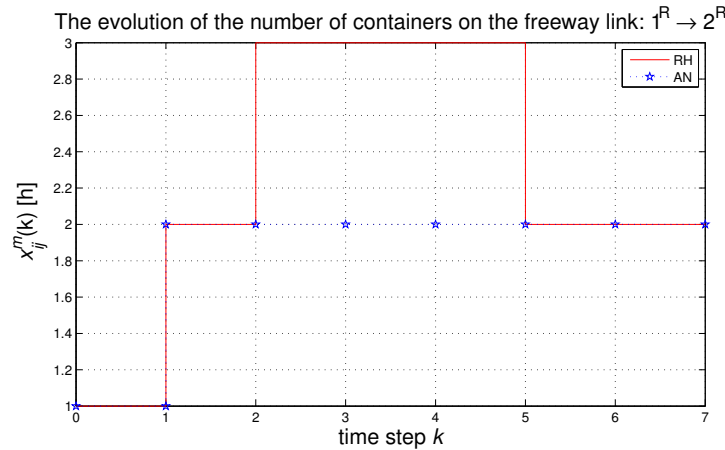 The evolution of the number of containers on the freeway link: 1^R → 2^R
3
2.8
2.6
2.4
2.2
2
1.8
1.6
1.4
1.2
1
x_ij^m(k) [h]
RH
AN
0 1 2 3 4 5 6 7
time step k